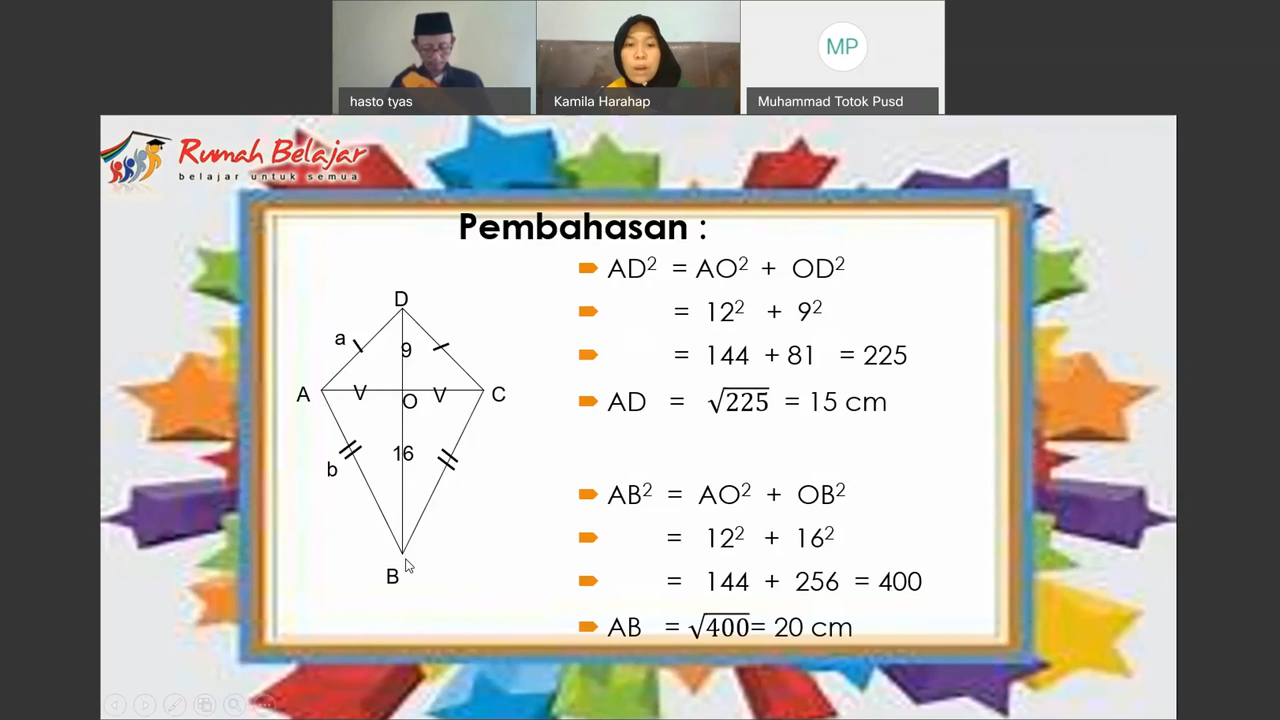 hasto tyas
Kamila Harahap
MP
Muhammad Totok Pusd
Rumah Belajar
belajar untuk semua
Pembahasan :
AD² = AO² + OD²
= 12² + 9²
= 144 + 81 = 225
AD = √225 = 15 cm
AB² = AO² + OB²
= 12² + 16²
= 144 + 256 = 400
AB = √400= 20 cm
D
a
9
A
V
V
C
O
16
b
B